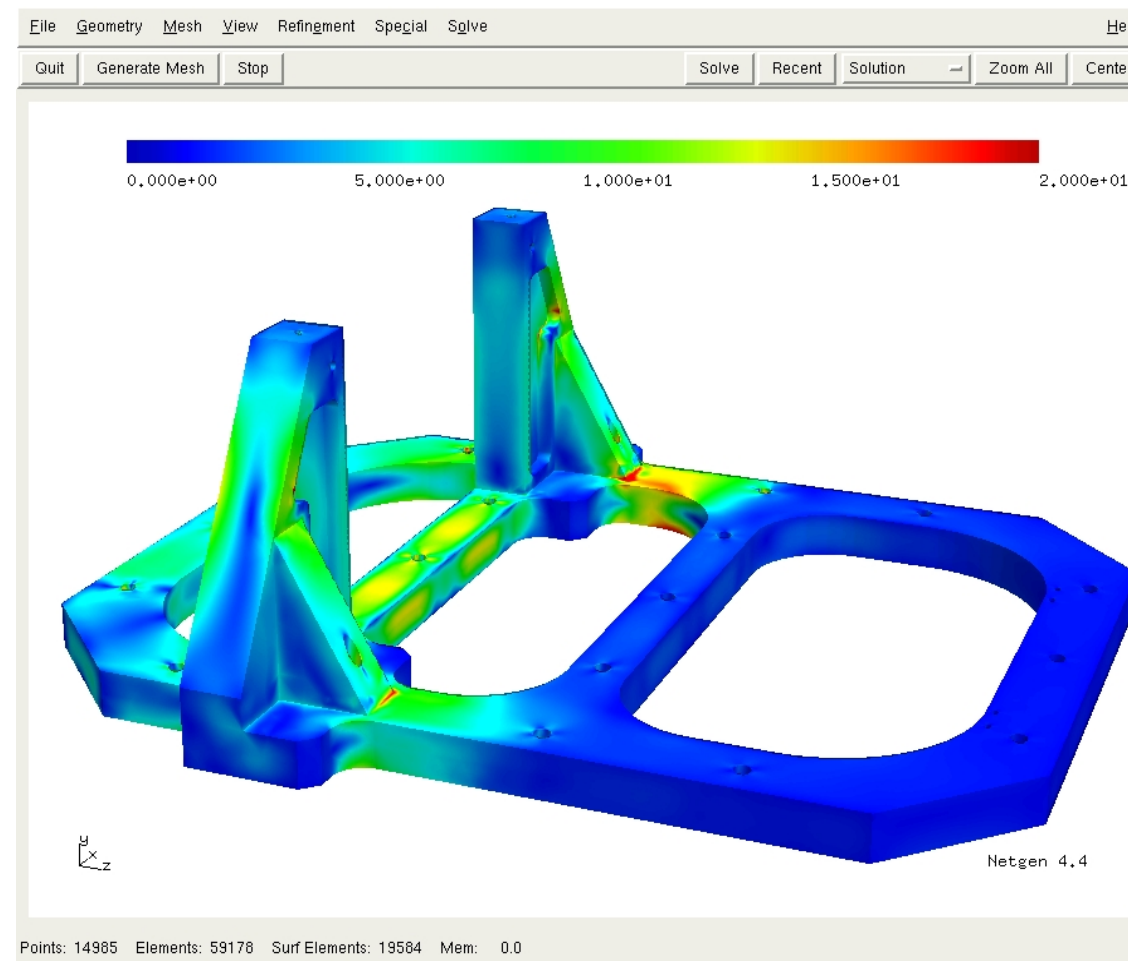 File Geometry Mesh View Refinement Special Solve He
Quit Generate Mesh Stop Solve Recent Solution Zoom All Cente
0.000e+00 5.000e+00 1.000e+01 1.500e+01 2.000e+01
y
x
z
Netgen 4.4
Points: 14985 Elements: 59178 Surf Elements: 19584 Mem: 0.0